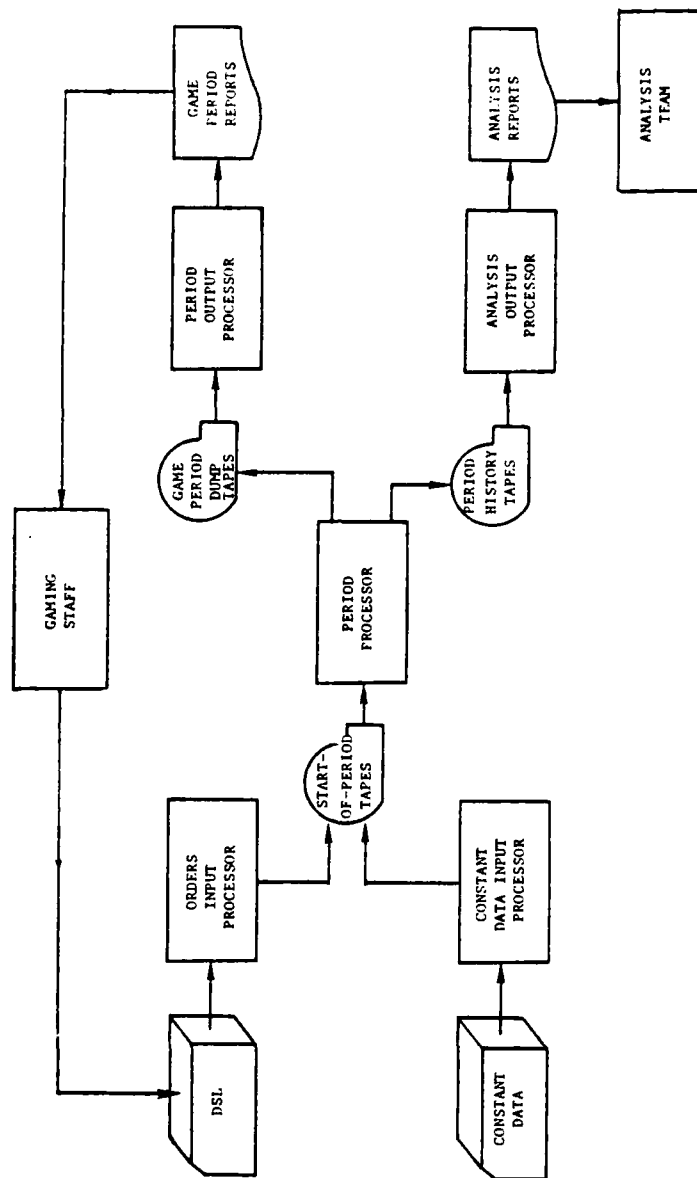 GAMING
STAFF
DSL
ORDERS
INPUT
PROCESSOR
GAME
PERIOD
DUMP
TAPES
PERIOD
OUTPUT
PROCESSOR
GAME
PERIOD
REPORTS
START-
OF-PERIOD
TAPES
PERIOD
PROCESSOR
CONSTANT
DATA
CONSTANT
DATA INPUT
PROCESSOR
PERIOD
HISTORY
TAPES
ANALYSIS
OUTPUT
PROCESSOR
ANALYSIS
REPORTS
ANALYSIS
TEAM